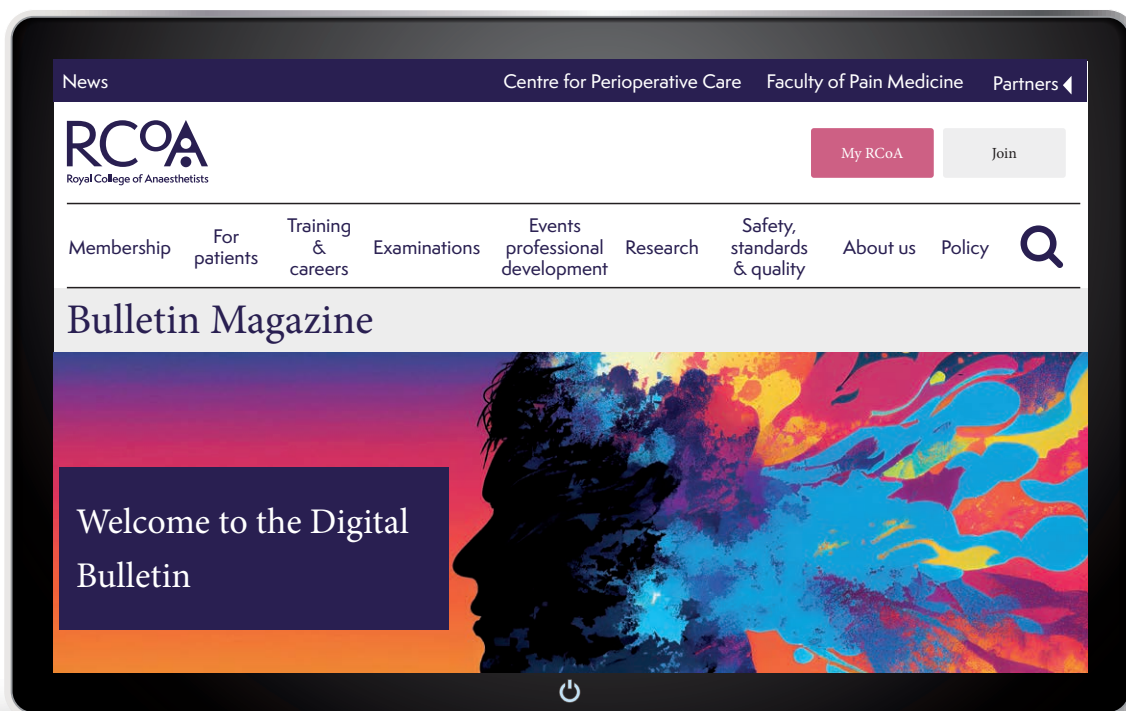 News
Centre for Perioperative Care
Faculty of Pain Medicine
Partners
RCOA
Royal College of Anaesthetists
My RCoA
Join
Membership
For
patients
Training
&
careers
Examinations
Events
professional
development
Research
Safety,
standards
& quality
About us
Policy
Bulletin Magazine
Welcome to the Digital
Bulletin